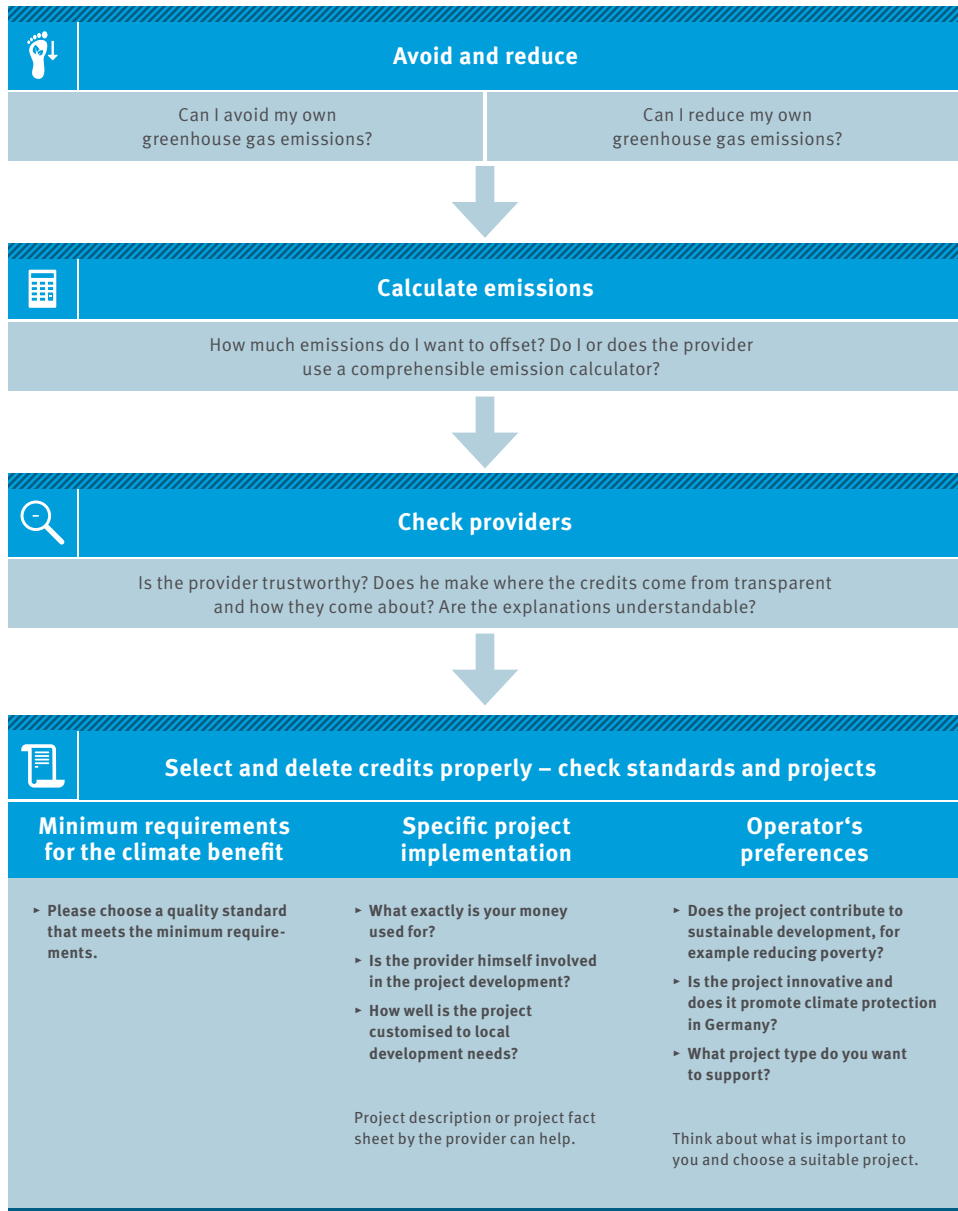 Avoid and reduce
Can I avoid my own
greenhouse gas emissions?
Can I reduce my own
greenhouse gas emissions?
Calculate emissions
How much emissions do I want to offset? Do I or does the provider
use a comprehensible emission calculator?
Check providers
Is the provider trustworthy? Does he make where the credits come from transparent
and how they come about? Are the explanations understandable?
Select and delete credits properly – check standards and projects
Minimum requirements
for the climate benefit
► Please choose a quality standard
that meets the minimum require-
ments.
Specific project
implementation
► What exactly is your money
used for?
► Is the provider himself involved
in the project development?
► How well is the project
customised to local
development needs?
Project description or project fact
sheet by the provider can help.
Operator‘s
preferences
► Does the project contribute to
sustainable development, for
example reducing poverty?
► Is the project innovative and
does it promote climate protection
in Germany?
► What project type do you want
to support?
Think about what is important to
you and choose a suitable project.